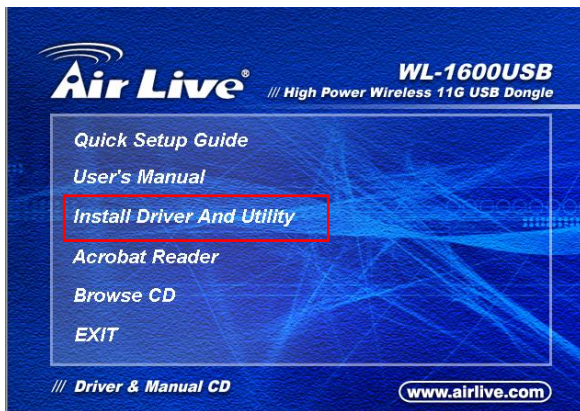 Air Live®
WL-1600USB
/// High Power Wireless 11G USB Dongle
Quick Setup Guide
User's Manual
Install Driver And Utility
Acrobat Reader
Browse CD
EXIT
/// Driver & Manual CD
www.airlive.com